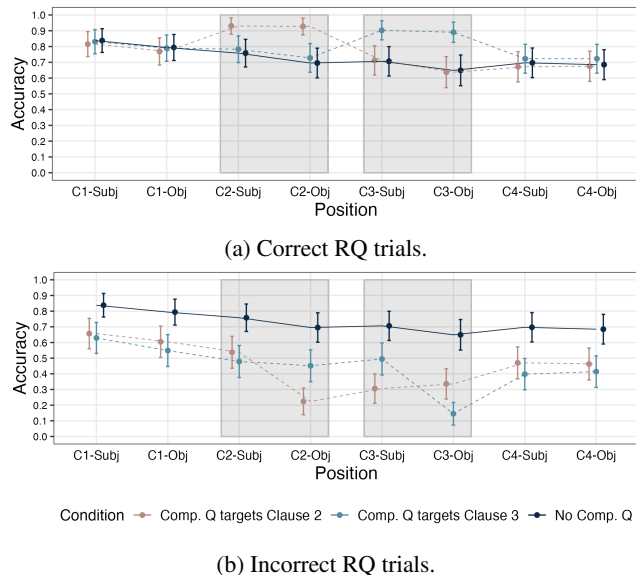 1.0
0.9
0.8
0.7
0.6
0.5
0.4
0.3
0.2
0.1
0.0
Accuracy
C1-Subj C1-Obj C2-Subj C2-Obj C3-Subj C3-Obj C4-Subj C4-Obj
Position
(a) Correct RQ trials.
1.0
0.9
0.8
0.7
0.6
0.5
0.4
0.3
0.2
0.1
0.0
Accuracy
C1-Subj C1-Obj C2-Subj C2-Obj C3-Subj C3-Obj C4-Subj C4-Obj
Position
Condition Comp. Q targets Clause 2 Comp. Q targets Clause 3 No Comp. Q
(b) Incorrect RQ trials.